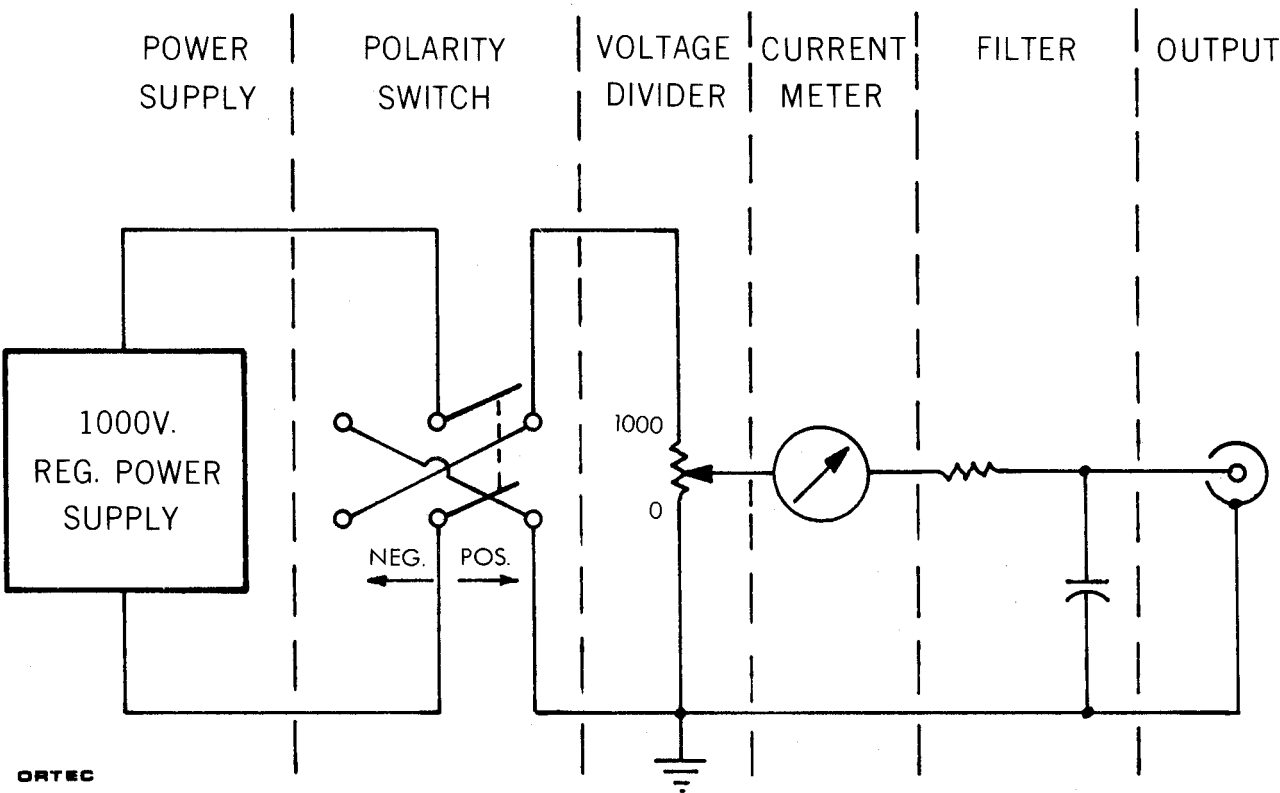 POWER
SUPPLY
POLARITY
SWITCH
VOLTAGE
DIVIDER
CURRENT
METER
FILTER
OUTPUT
1000V.
REG. POWER
SUPPLY
NEG.
POS.
1000
0
ORTEC